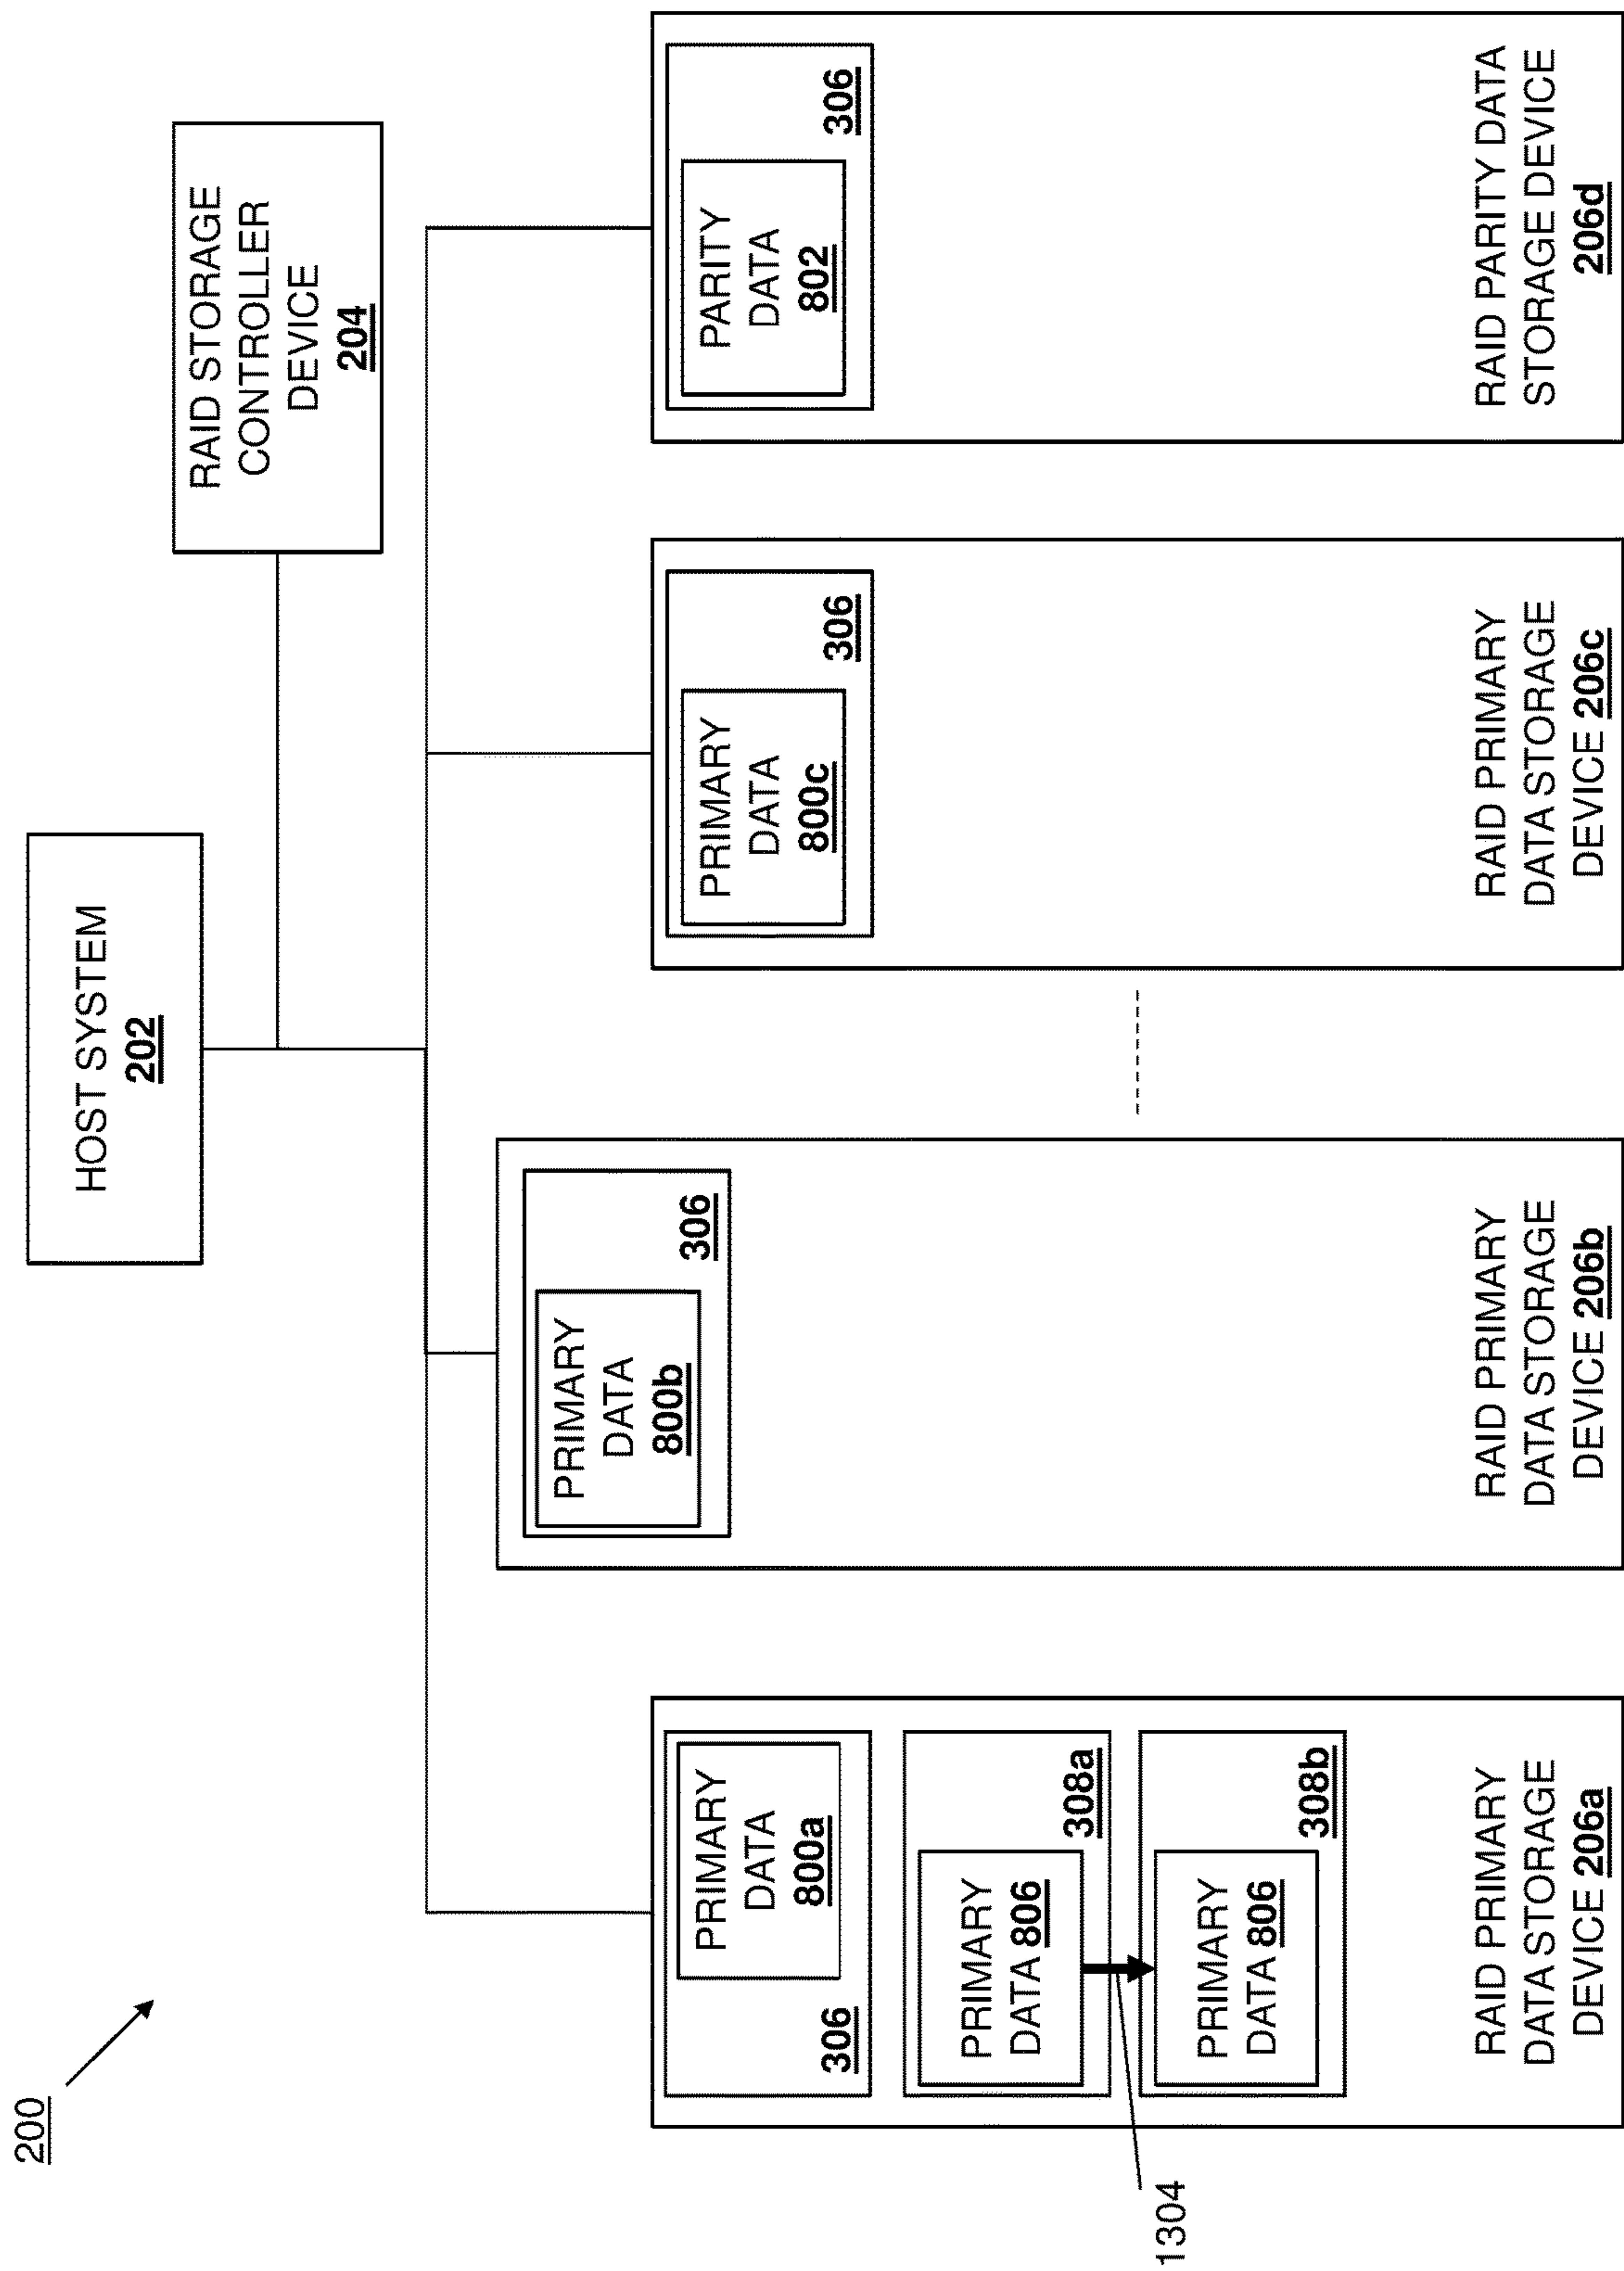 200
HOST SYSTEM
202
RAID STORAGE
CONTROLLER
DEVICE
204
PRIMARY
DATA
800a
306
PRIMARY
DATA 806
308a
PRIMARY
DATA 806
308b
1304
RAID PRIMARY
DATA STORAGE
DEVICE 206a
PRIMARY
DATA
800b
306
RAID PRIMARY
DATA STORAGE
DEVICE 206b
PRIMARY
DATA
800c
306
RAID PRIMARY
DATA STORAGE
DEVICE 206c
PARITY
DATA
802
306
RAID PARITY DATA
STORAGE DEVICE
206d